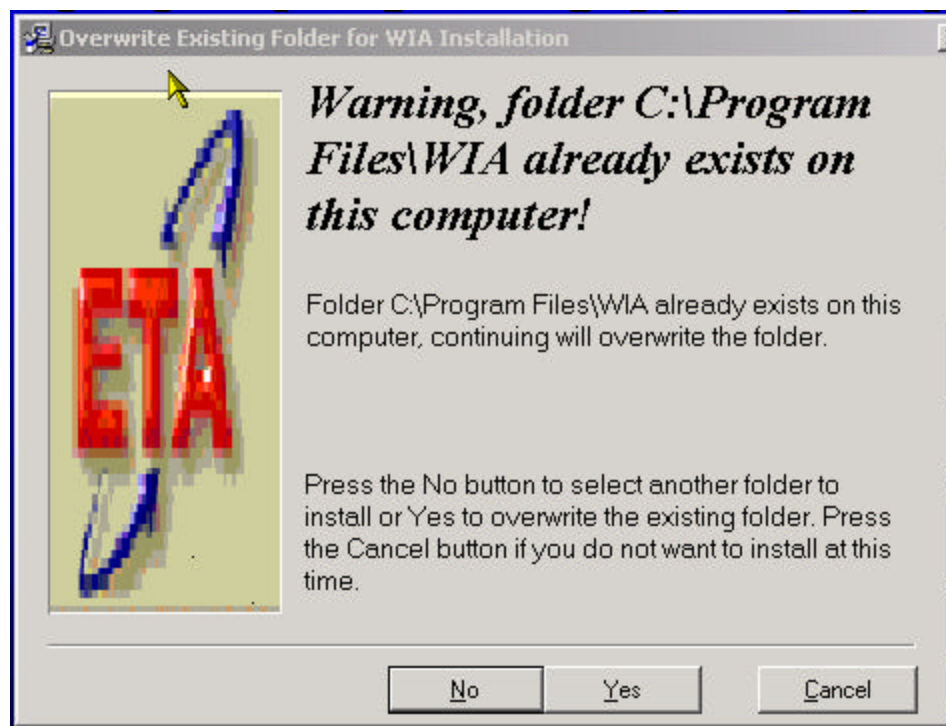 Overwrite Existing Folder for WIA Installation
Warning, folder C:\Program
Files\WIA already exists on
this computer!
Folder C:\Program Files\WIA already exists on this
computer, continuing will overwrite the folder.
ETA
Press the No button to select another folder to
install or Yes to overwrite the existing folder. Press
the Cancel button if you do not want to install at this
time.
No
Yes
Cancel